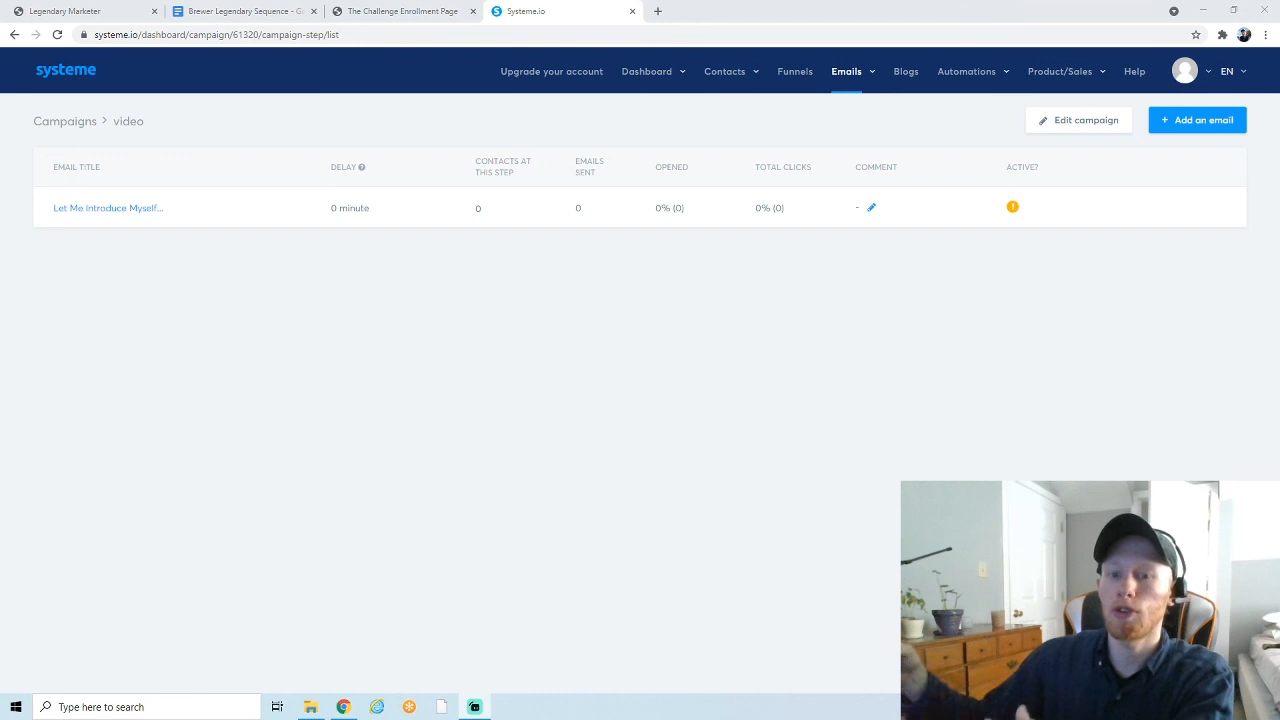 Legendary Marketer
Brewer Legendary Sequence - Go
The Challenge Enrollment Page
Systeme.io
systeme.io/dashboard/campaign/61320/campaign-step/list
systeme
Upgrade your account
Dashboard
Contacts
Funnels
Emails
Blogs
Automations
Product/Sales
Help
EN
Campaigns > video
Edit campaign
+ Add an email
EMAIL TITLE
DELAY
CONTACTS AT
THIS STEP
EMAILS
SENT
OPENED
TOTAL CLICKS
COMMENT
ACTIVE?
Let Me Introduce Myself...
0 minute
0
0
0% (0)
0% (0)
-
Type here to search